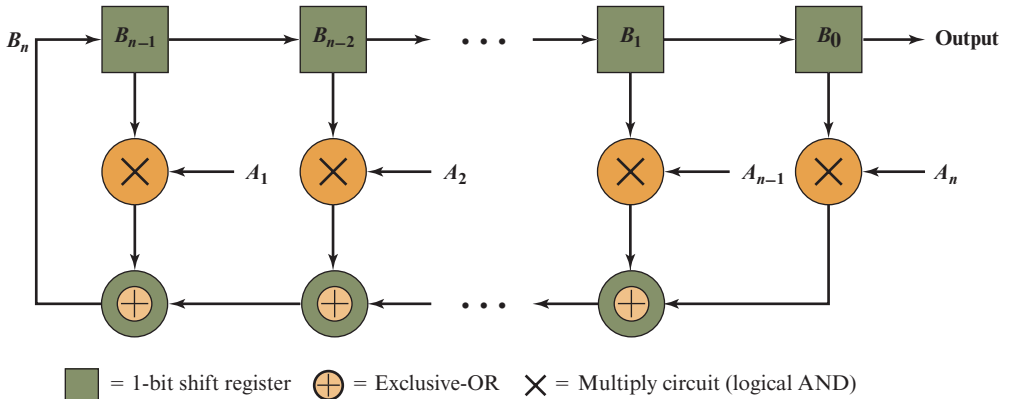 Bₙ Bₙ₋₁ Bₙ₋₂ • • • B₁ B0 Output
A₁ A₂ Aₙ₋₁ Aₙ
• • •
= 1-bit shift register = Exclusive-OR = Multiply circuit (logical AND)